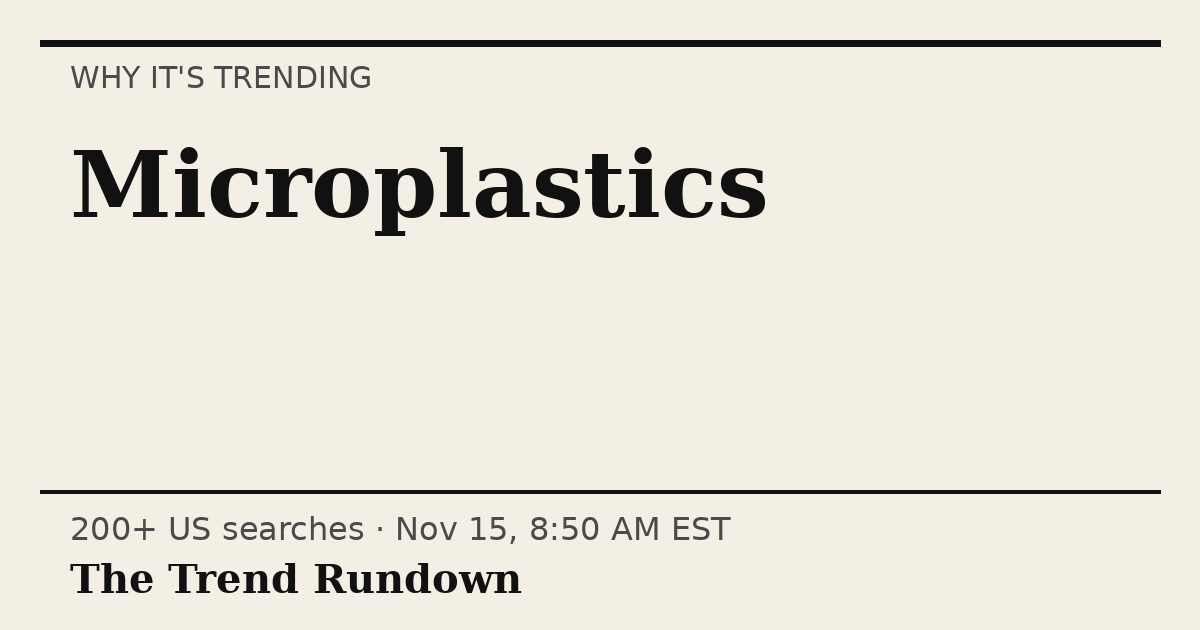 WHY IT'S TRENDING
Microplastics
200+ US searches · Nov 15, 8:50 AM EST
The Trend Rundown